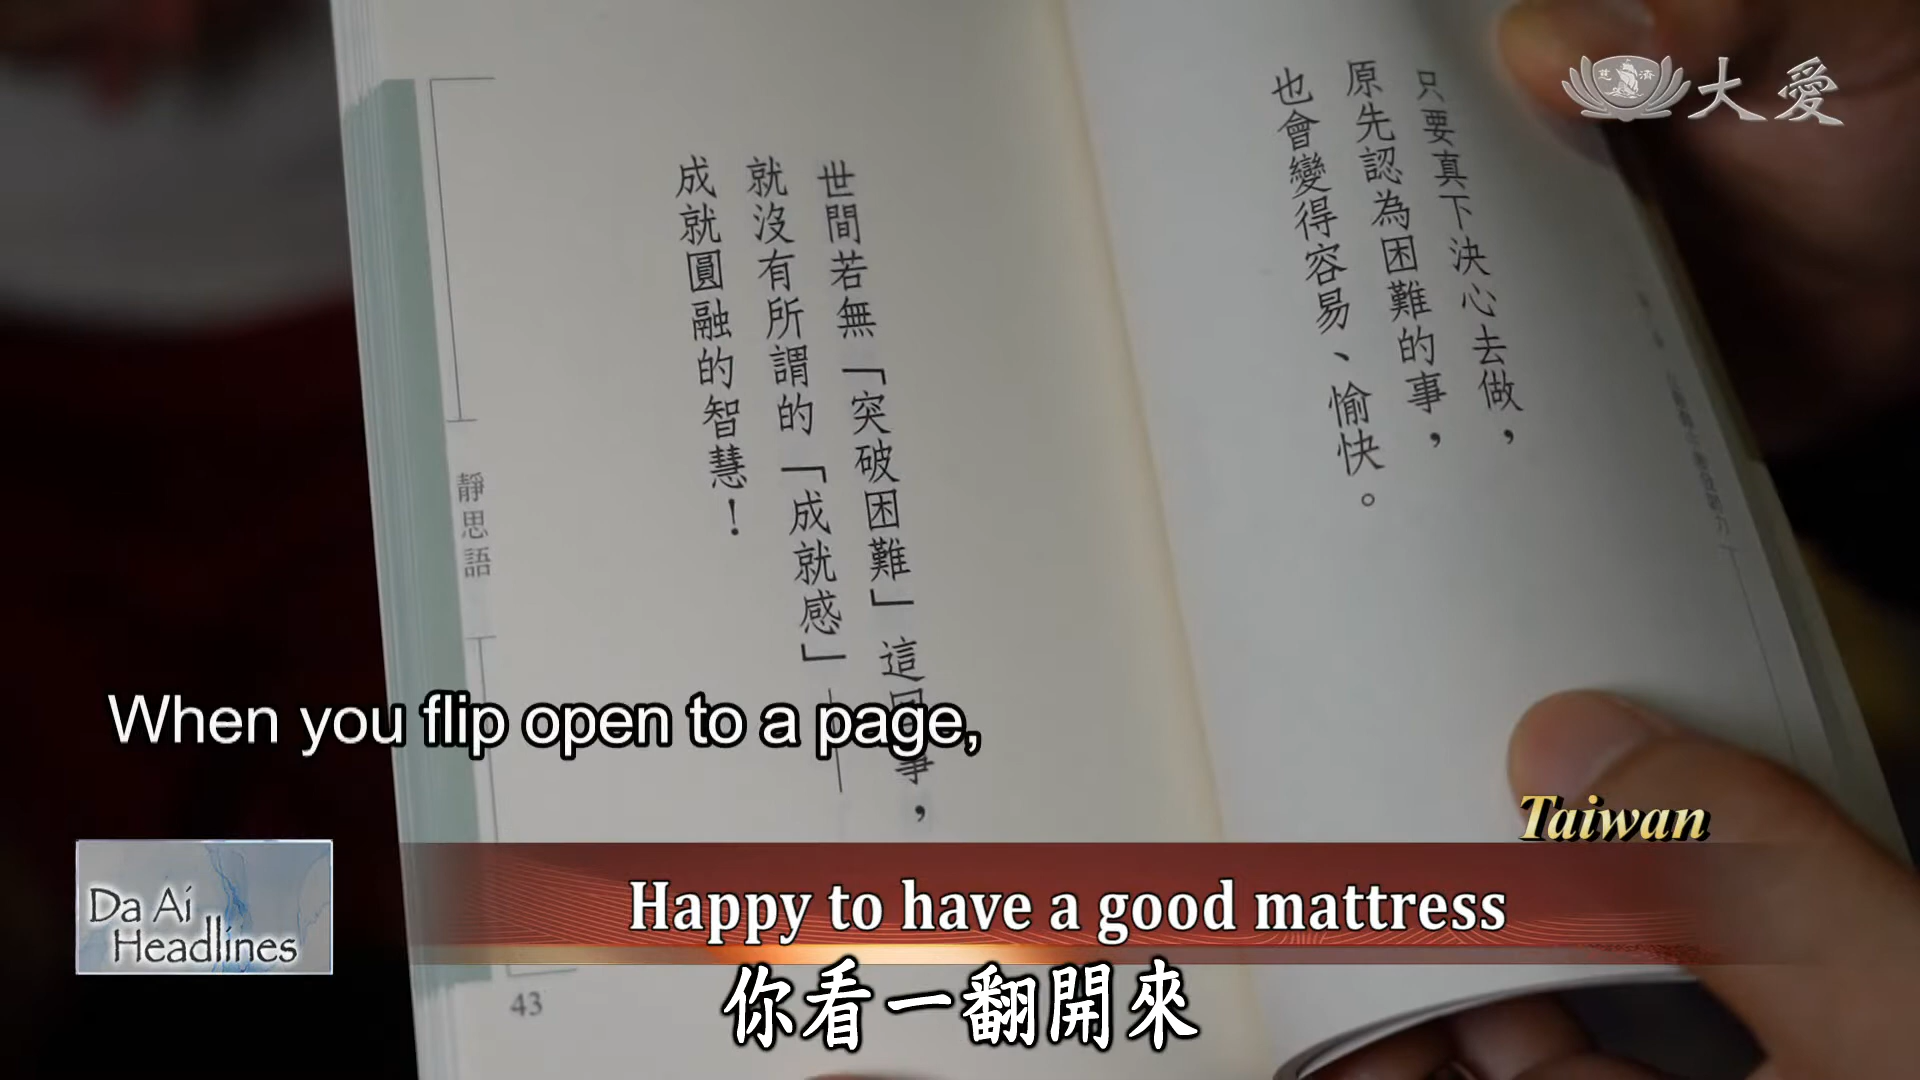 慈濟
大愛
只要真下決心去做，
原先認為困難的事，
也會變得容易、愉快。
世間若無「突破困難」這回事，
就沒有所謂的「成就感」——
成就圓融的智慧！
靜思語
43
When you flip open to a page,
Taiwan
Da Ai
Headlines
Happy to have a good mattress
你看一翻開來